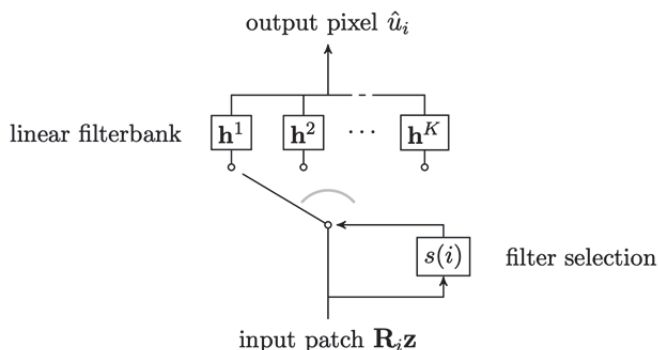 output pixel û_i
linear filterbank h^1 h^2 ··· h^K
s(i) filter selection
input patch R_i z